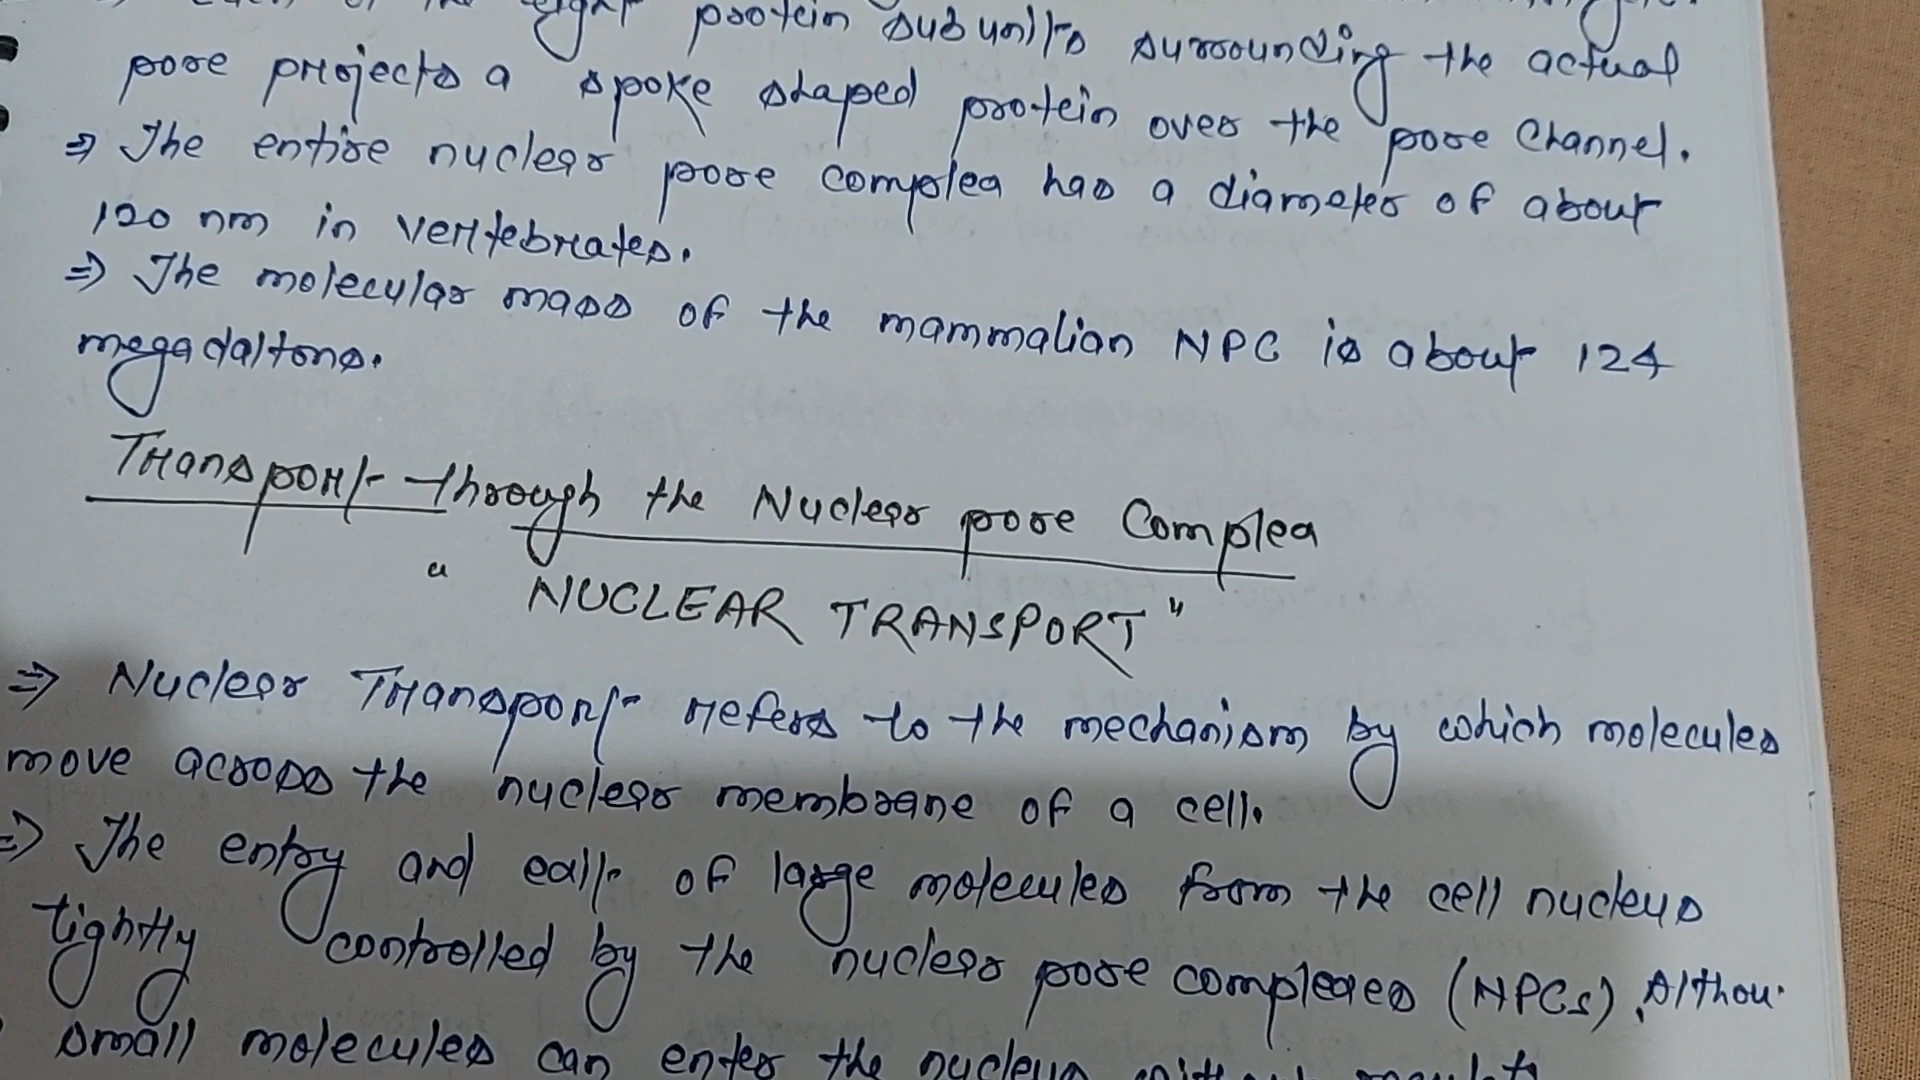 protein subunits surrounding the actual
pore projects a spoke shaped protein over the pore Channel.
⇒ The entire nuclear pore complex has a diameter of about
120 nm in vertebrates.
⇒ The molecular mass of the mammalian NPC is about 124
megadaltons.
Transport through the Nuclear pore Complex
"NUCLEAR TRANSPORT"
⇒ Nuclear Transport refers to the mechanism by which molecules
move across the nuclear membrane of a cell.
⇒ The entry and exit of large molecules from the cell nucleus
tightly controlled by the nuclear pore complexes (NPCs). Althou
small molecules can enter the nucleus